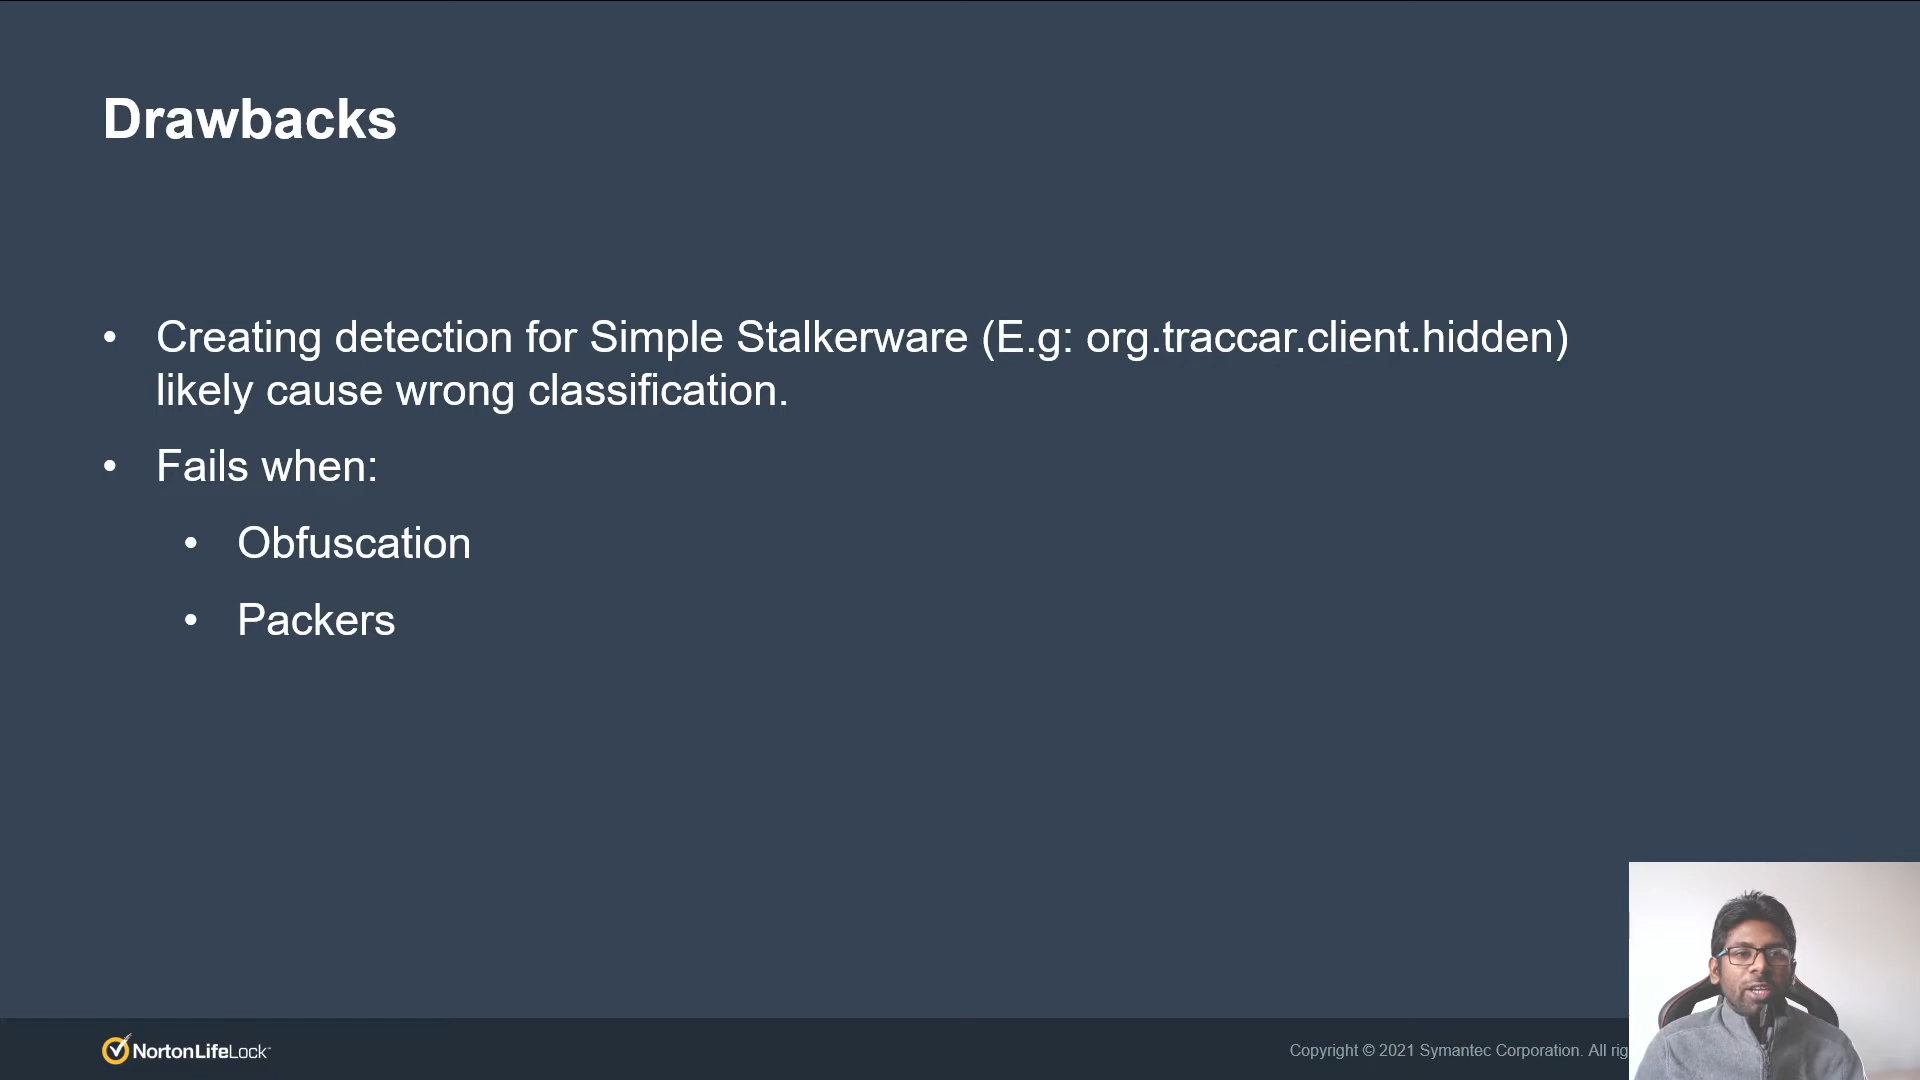 Drawbacks
• Creating detection for Simple Stalkerware (E.g: org.traccar.client.hidden)
likely cause wrong classification.
• Fails when:
• Obfuscation
• Packers
NortonLifeLock
Copyright © 2021 Symantec Corporation. All rig